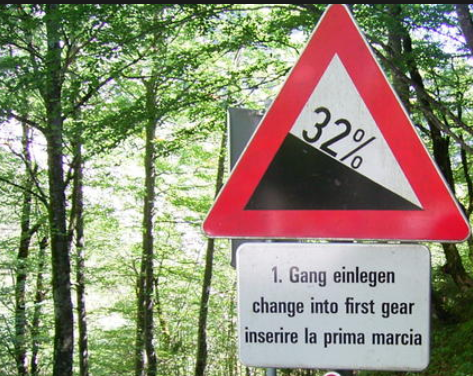 32%
1. Gang einlegen
change into first gear
inserire la prima marcia